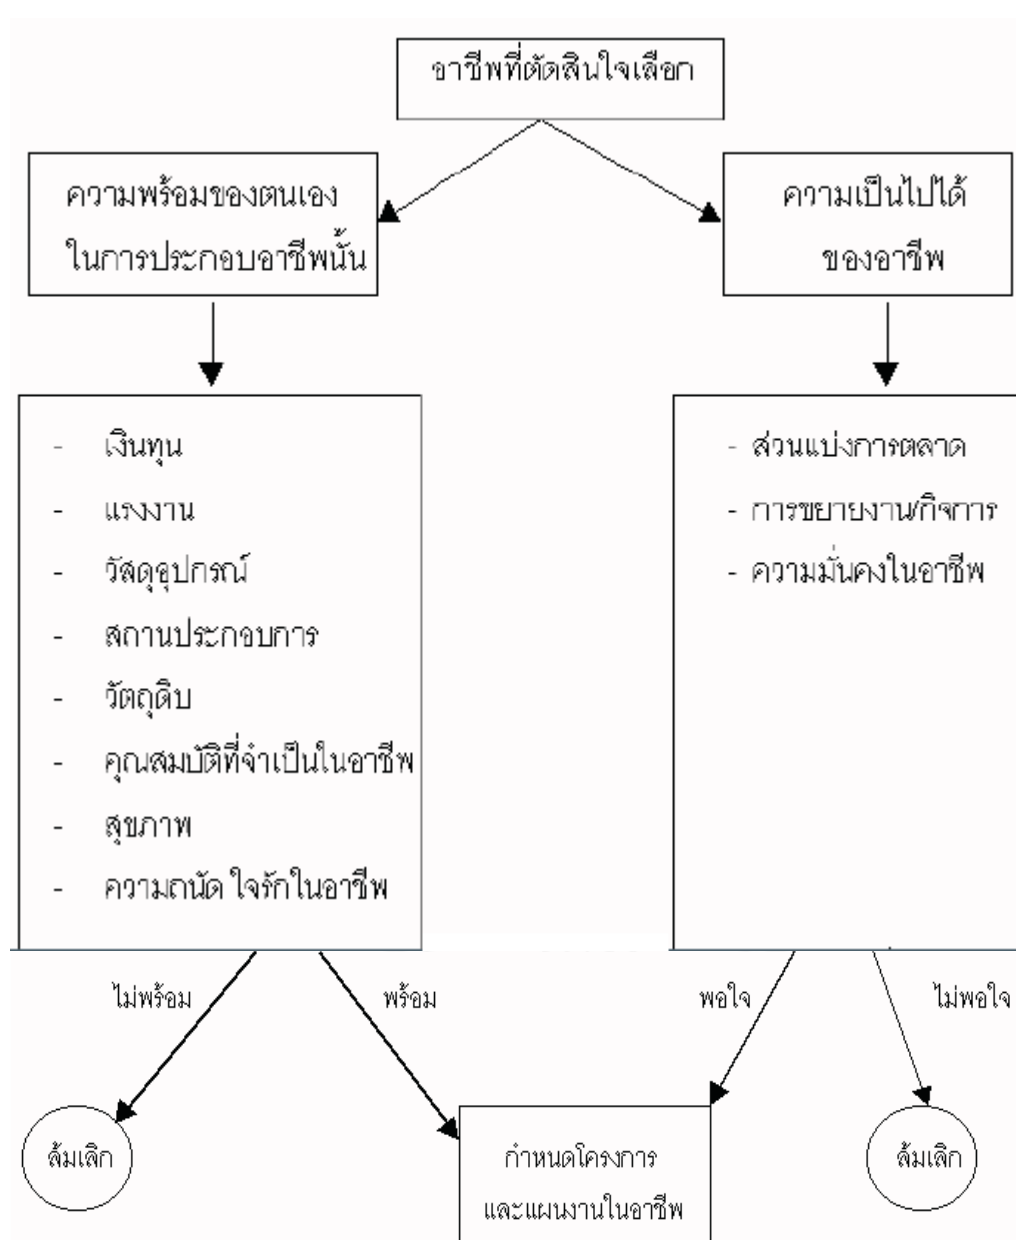 อาชีพที่ตัดสินใจเลือก
ความพร้อมของตนเอง
ในการประกอบอาชีพนั้น
ความเป็นไปได้
ของอาชีพ
- เงินทุน
- แรงงาน
- วัสดุอุปกรณ์
- สถานประกอบการ
- วัตถุดิบ
- คุณสมบัติที่จำเป็นในอาชีพ
- สุขภาพ
- ความถนัด ใจรักในอาชีพ
- ส่วนแบ่งการตลาด
- การขยายงาน/กิจการ
- ความมั่นคงในอาชีพ
ไม่พร้อม
พร้อม
พอใจ
ไม่พอใจ
ล้มเลิก
กำหนดโครงการ
และแผนงานในอาชีพ
ล้มเลิก